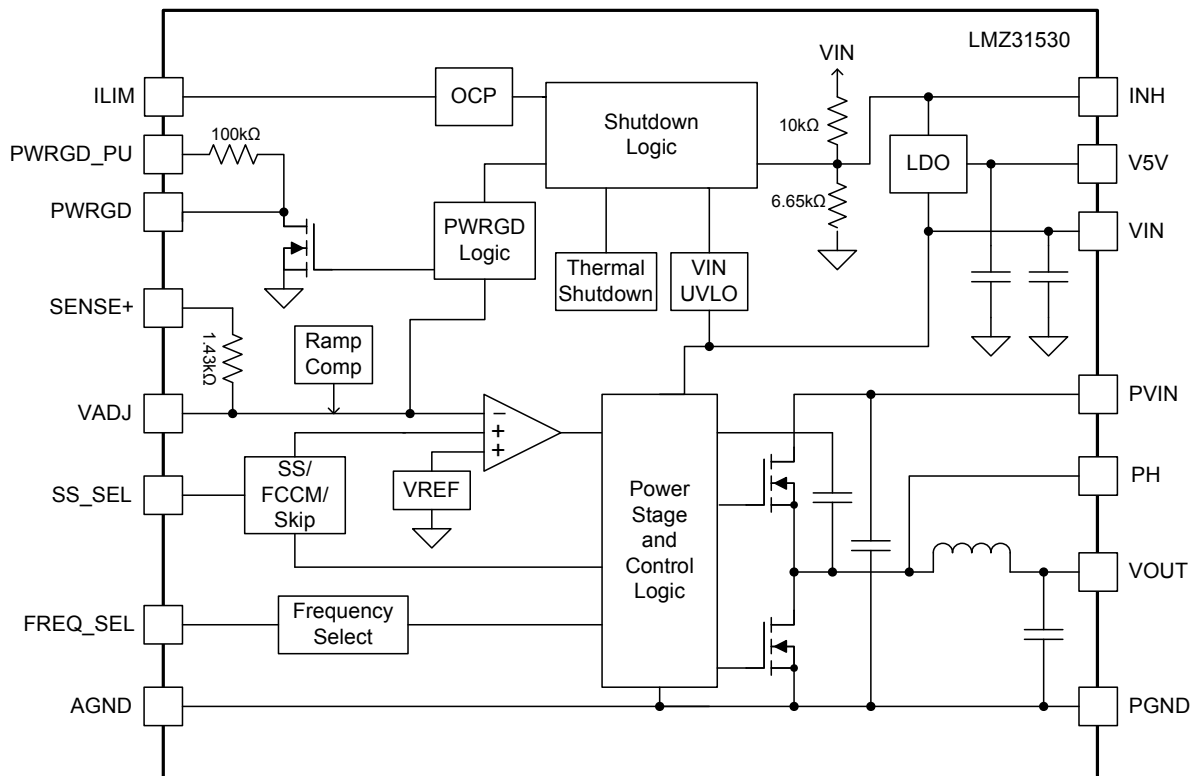 LMZ31530
VIN
ILIM
OCP
Shutdown
Logic
10kΩ
INH
PWRGD_PU
100kΩ
LDO
V5V
PWRGD
PWRGD
Logic
6.65kΩ
VIN
Thermal
Shutdown
VIN
UVLO
SENSE+
1.43kΩ
Ramp
Comp
VADJ
−
+
+
PVIN
SS_SEL
SS/
FCCM/
Skip
VREF
Power
Stage
and
Control
Logic
PH
VOUT
FREQ_SEL
Frequency
Select
AGND
PGND